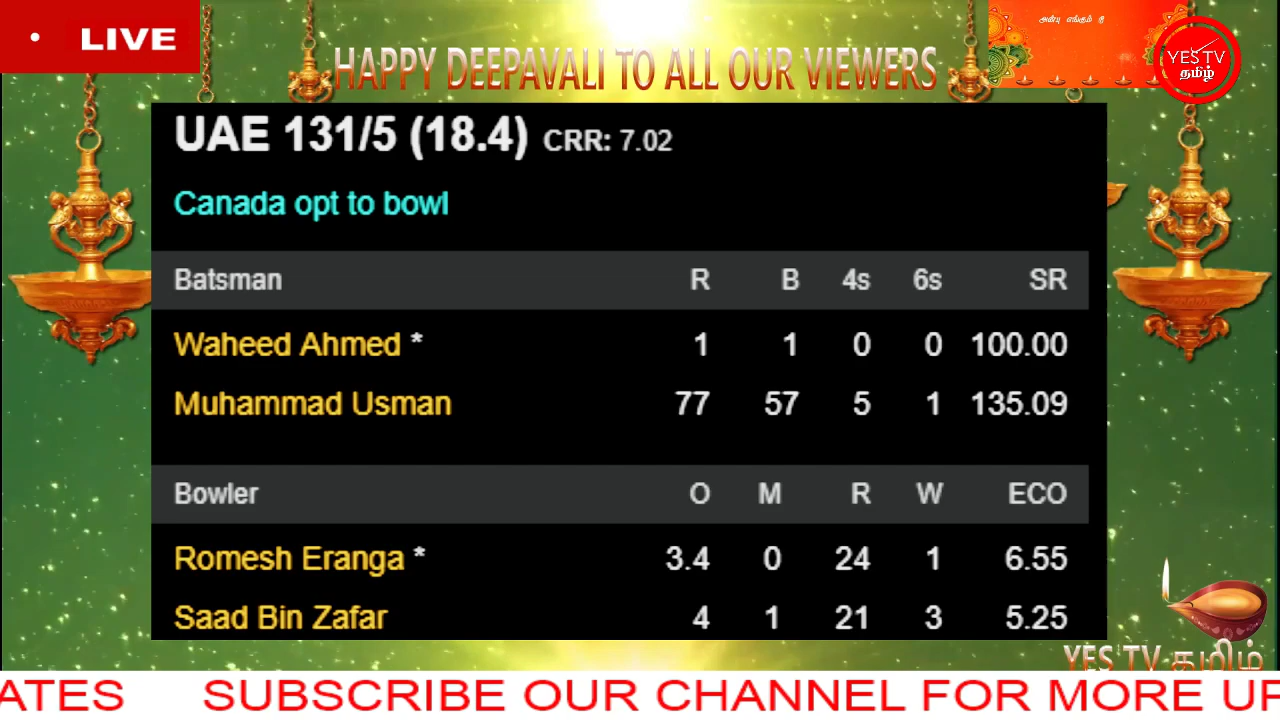 • LIVE
HAPPY DEEPAVALI TO ALL OUR VIEWERS
அன்பு எங்கும்
YES TV
தமிழ்
UAE 131/5 (18.4) CRR: 7.02
Canada opt to bowl
Batsman R B 4s 6s SR
Waheed Ahmed * 1 1 0 0 100.00
Muhammad Usman 77 57 5 1 135.09
Bowler O M R W ECO
Romesh Eranga * 3.4 0 24 1 6.55
Saad Bin Zafar 4 1 21 3 5.25
YES TV தமிழ்
ATES SUBSCRIBE OUR CHANNEL FOR MORE UP